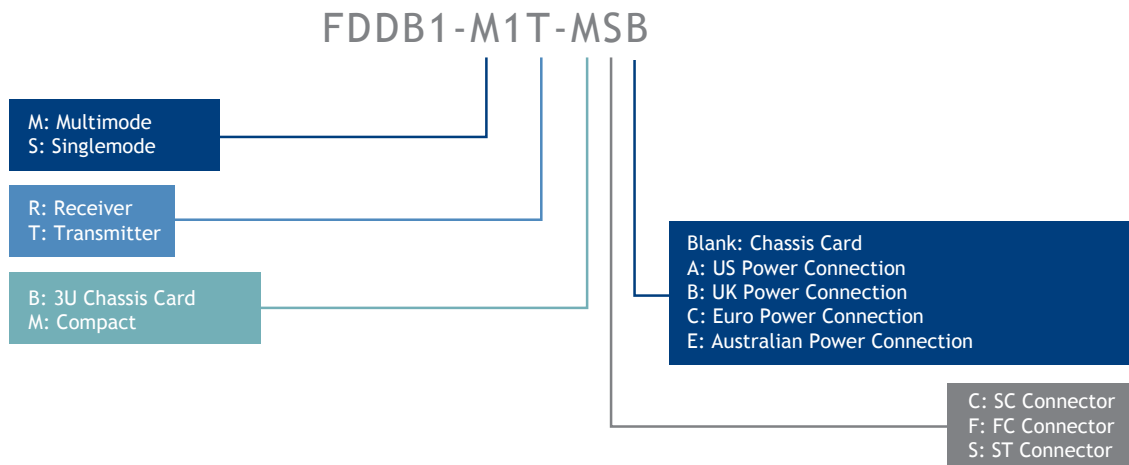 FDDB1-M1T-MSB
M: Multimode
S: Singlemode
R: Receiver
T: Transmitter
B: 3U Chassis Card
M: Compact
Blank: Chassis Card
A: US Power Connection
B: UK Power Connection
C: Euro Power Connection
E: Australian Power Connection
C: SC Connector
F: FC Connector
S: ST Connector